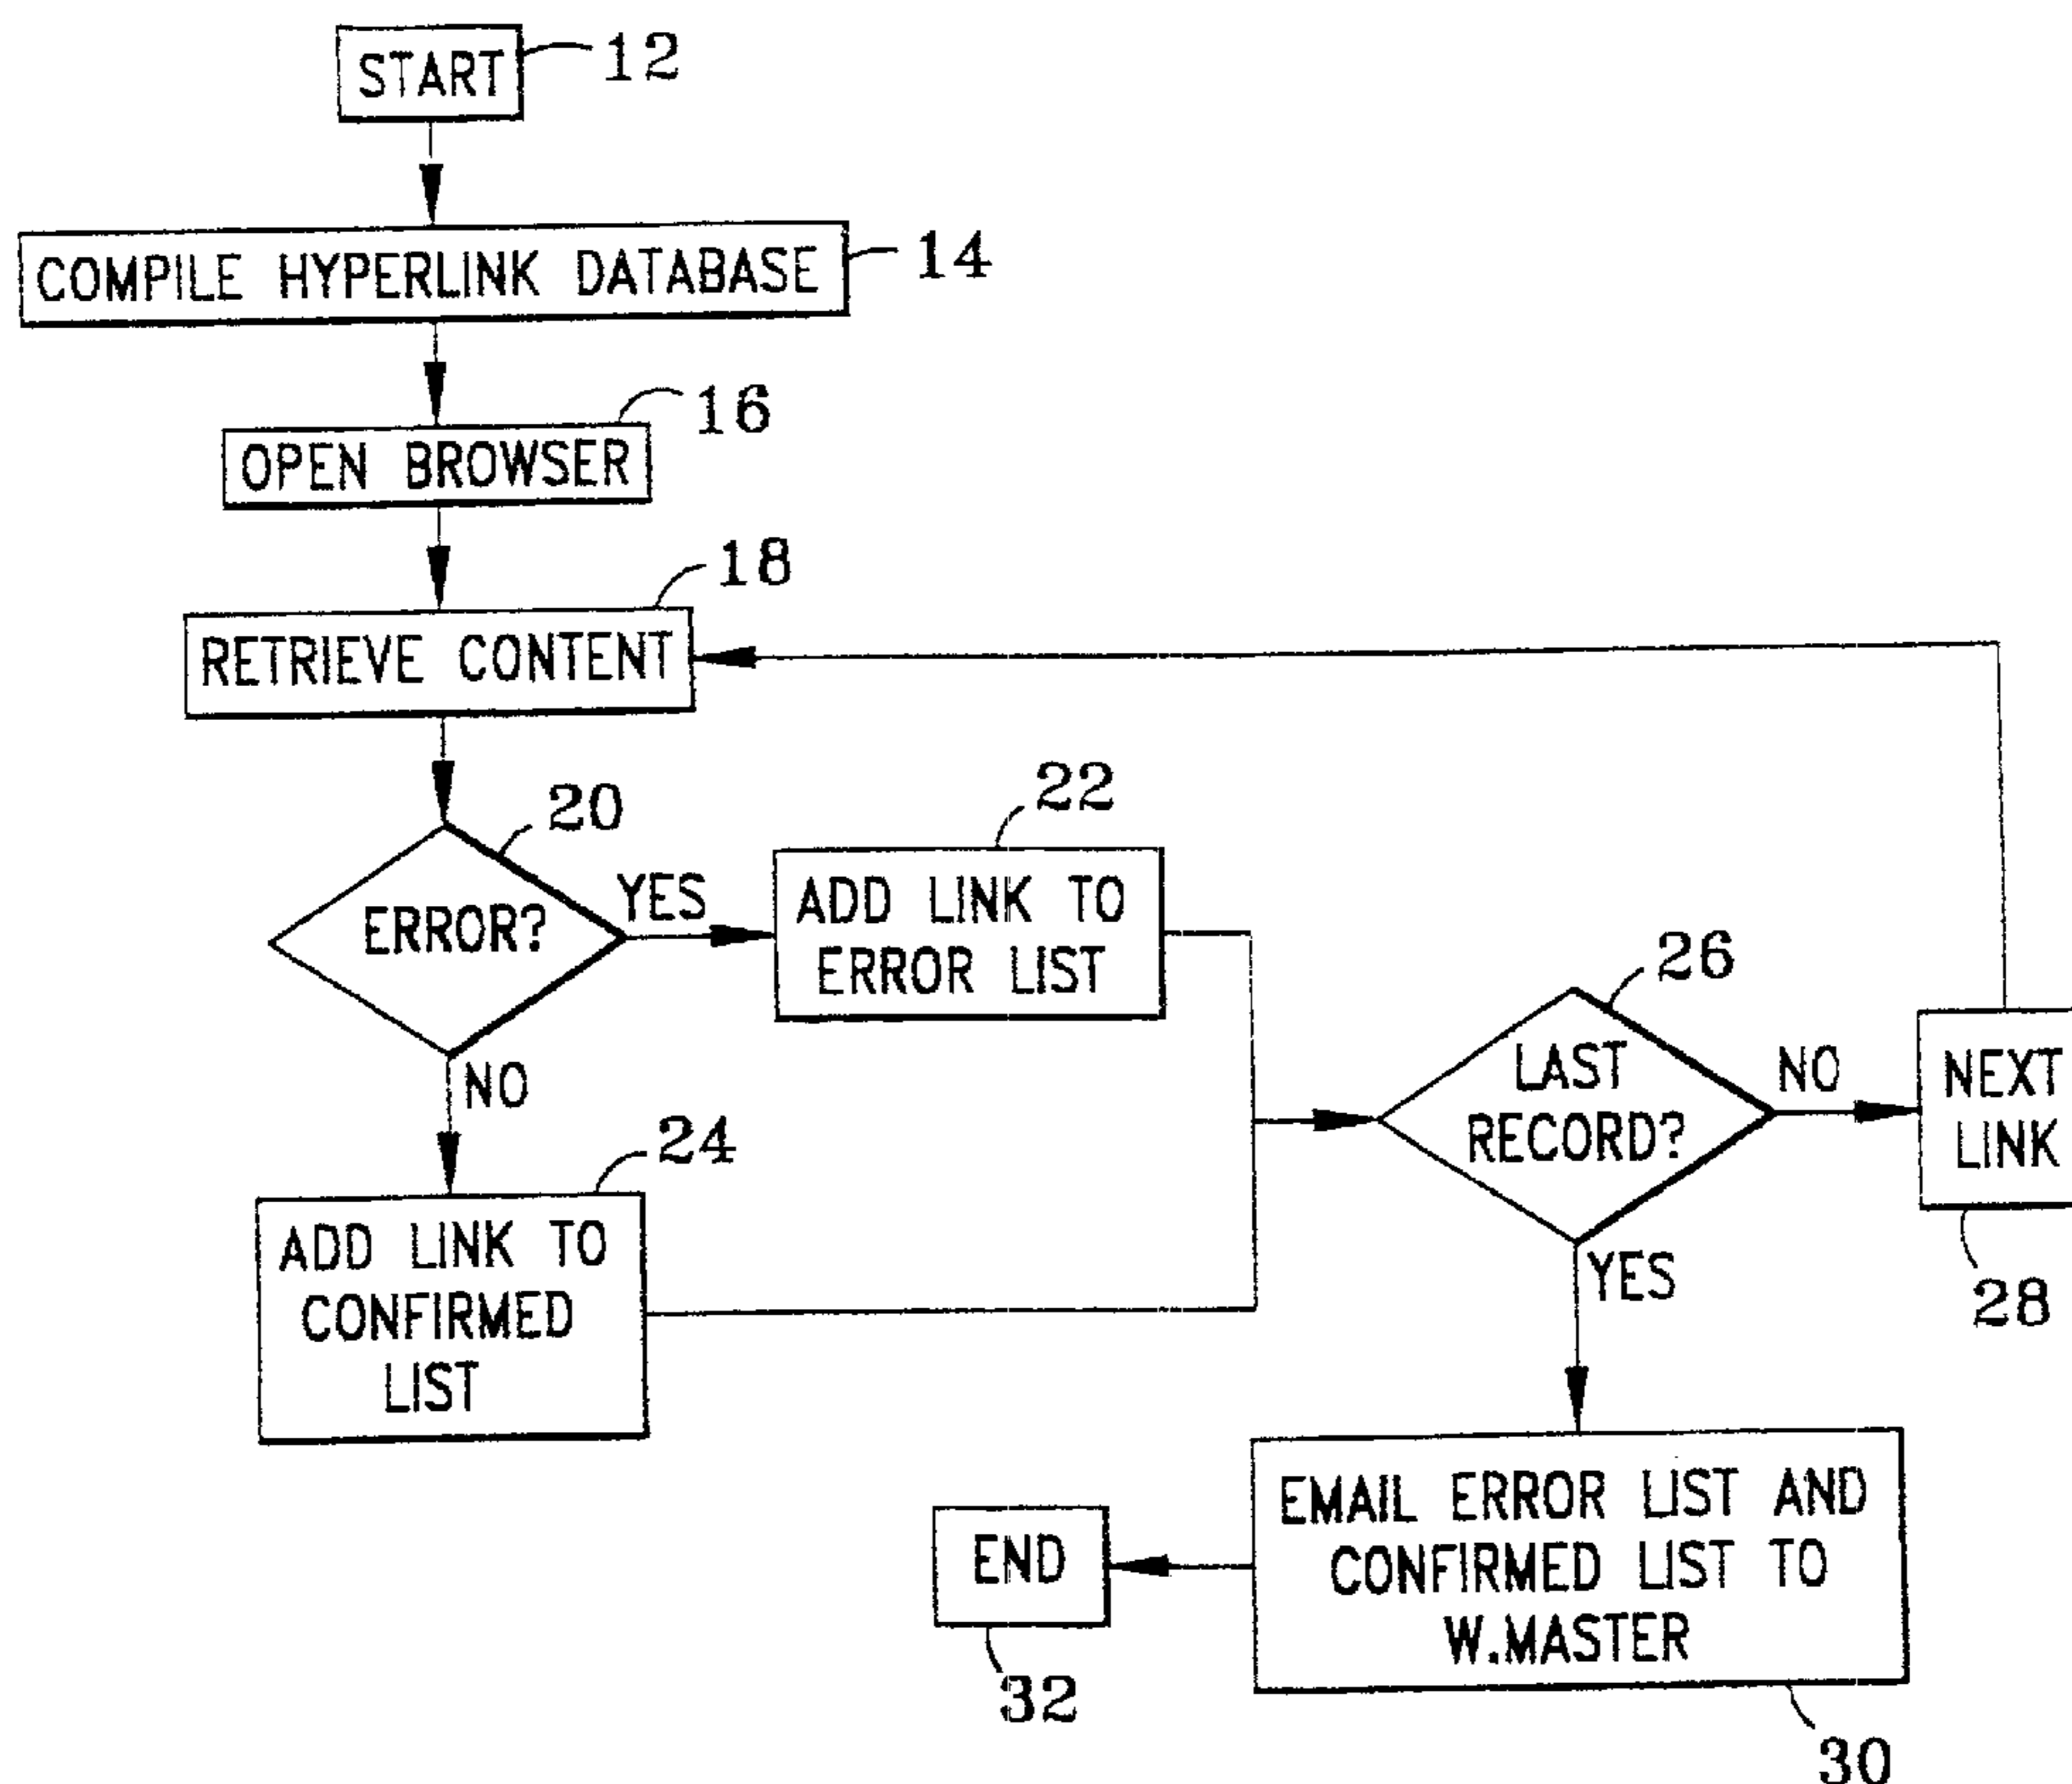 START
12
COMPILE HYPERLINK DATABASE
14
16
OPEN BROWSER
18
RETRIEVE CONTENT
20
ERROR?
YES
NO
22
ADD LINK TO
ERROR LIST
24
ADD LINK TO
CONFIRMED
LIST
26
LAST
RECORD?
NO
YES
NEXT
LINK
28
EMAIL ERROR LIST AND
CONFIRMED LIST TO
W.MASTER
30
END
32